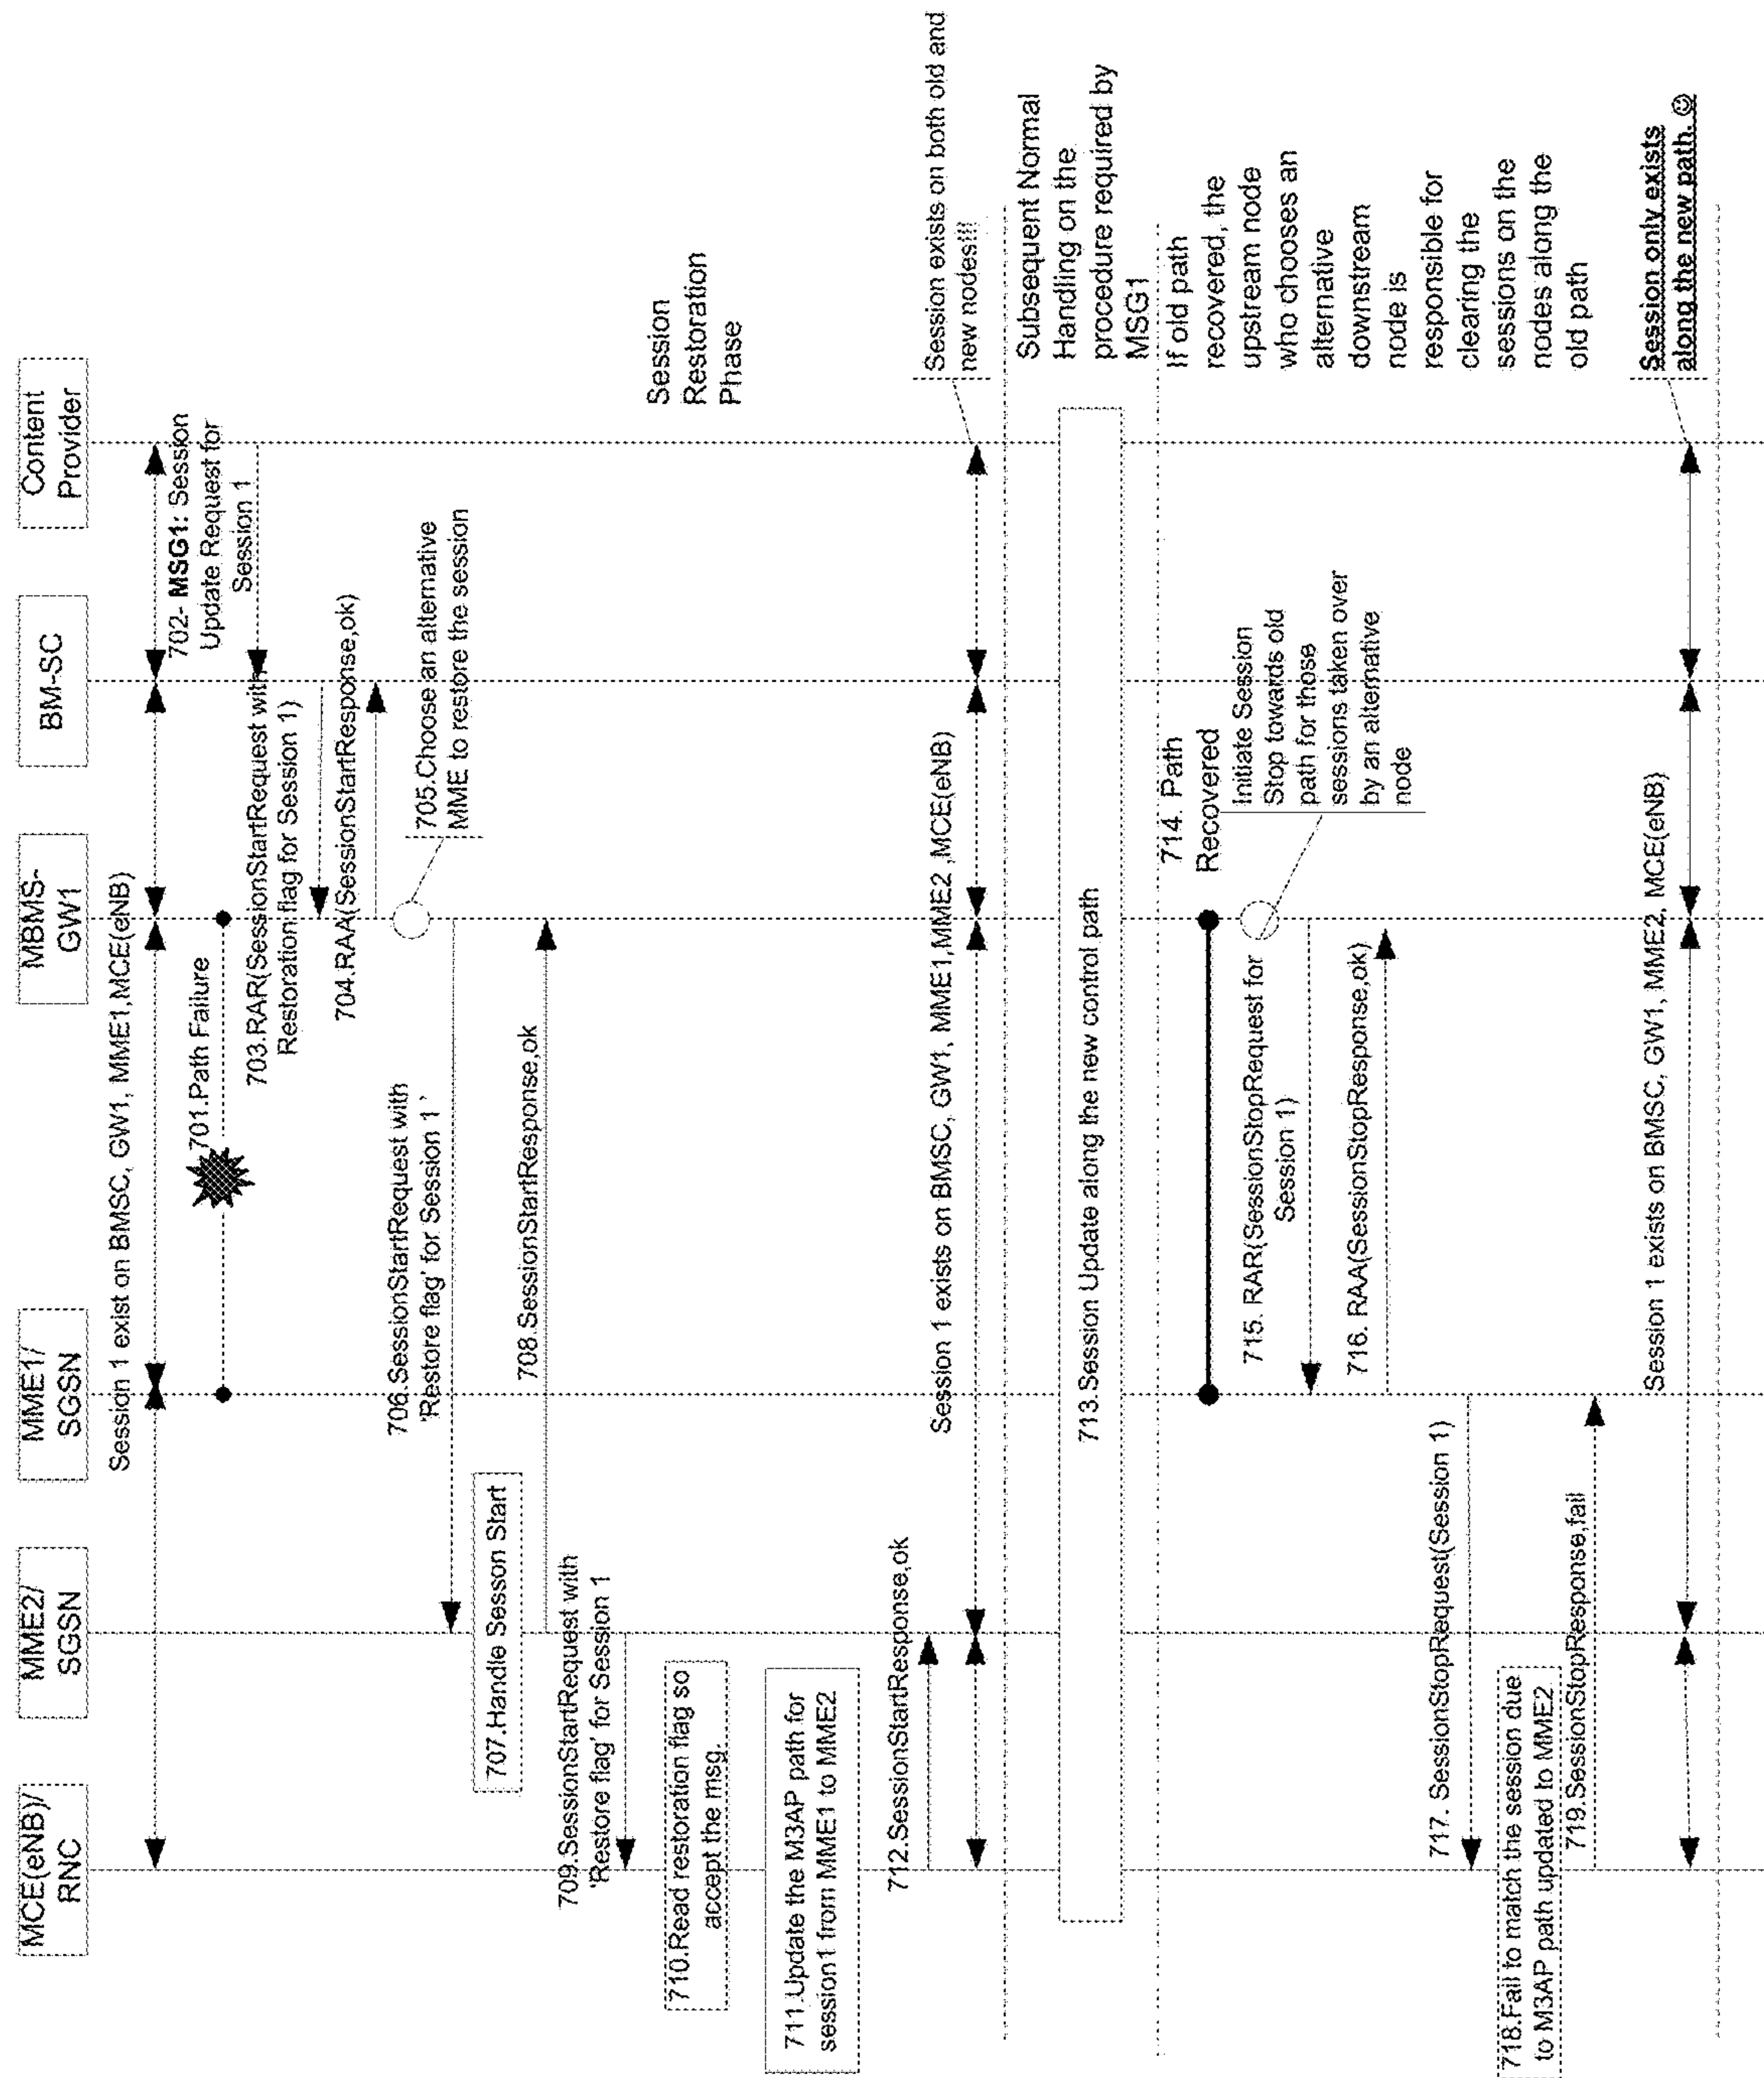 MCE(eNB)/
RNC
MME2/
SGSN
MME1/
SGSN
MBMS-
GW1
BM-SC
Content
Provider
Session 1 exist on BMSC, GW1, MME1,MCE(eNB)
701.Path Failure
702- MSG1: Session
Update Request for
Session 1
703.RAR(SessionStartRequest with
Restoration flag for Session 1)
704.RAA(SessionStartResponse,ok)
705.Choose an alternative
MME to restore the session
706.SessionStartRequest with
'Restore flag' for Session 1 `
707.Handle Sesson Start
708.SessionStartResponse,ok
709.SessionStartRequest with
'Restore flag' for Session 1
710.Read restoration flag so
accept the msg.
711.Update the M3AP path for
session1 from MME1 to MME2
712.SessionStartResponse,ok
Session
Restoration
Phase
Session 1 exists on BMSC, GW1, MME1,MME2 ,MCE(eNB)
Session exists on both old and
new nodes!!!
Subsequent Normal
Handling on the
procedure required by
MSG1
713.Session Update along the new control path
714. Path
Recovered
Initiate Session
Stop towards old
path for those
sessions taken over
by an alternative
node
If old path
recovered, the
upstream node
who chooses an
alternative
downstream
node is
responsible for
clearing the
sessions on the
nodes along the
old path
715. RAR(SessionStopRequest for
Session 1)
716. RAA(SessionStopResponse,ok)
717. SessionStopRequest(Session 1)
718.Fail to match the session due
to M3AP path updated to MME2
719.SessionStopResponse,fail
Session 1 exists on BMSC, GW1, MME2, MCE(eNB)
Session only exists
along the new path. ☺